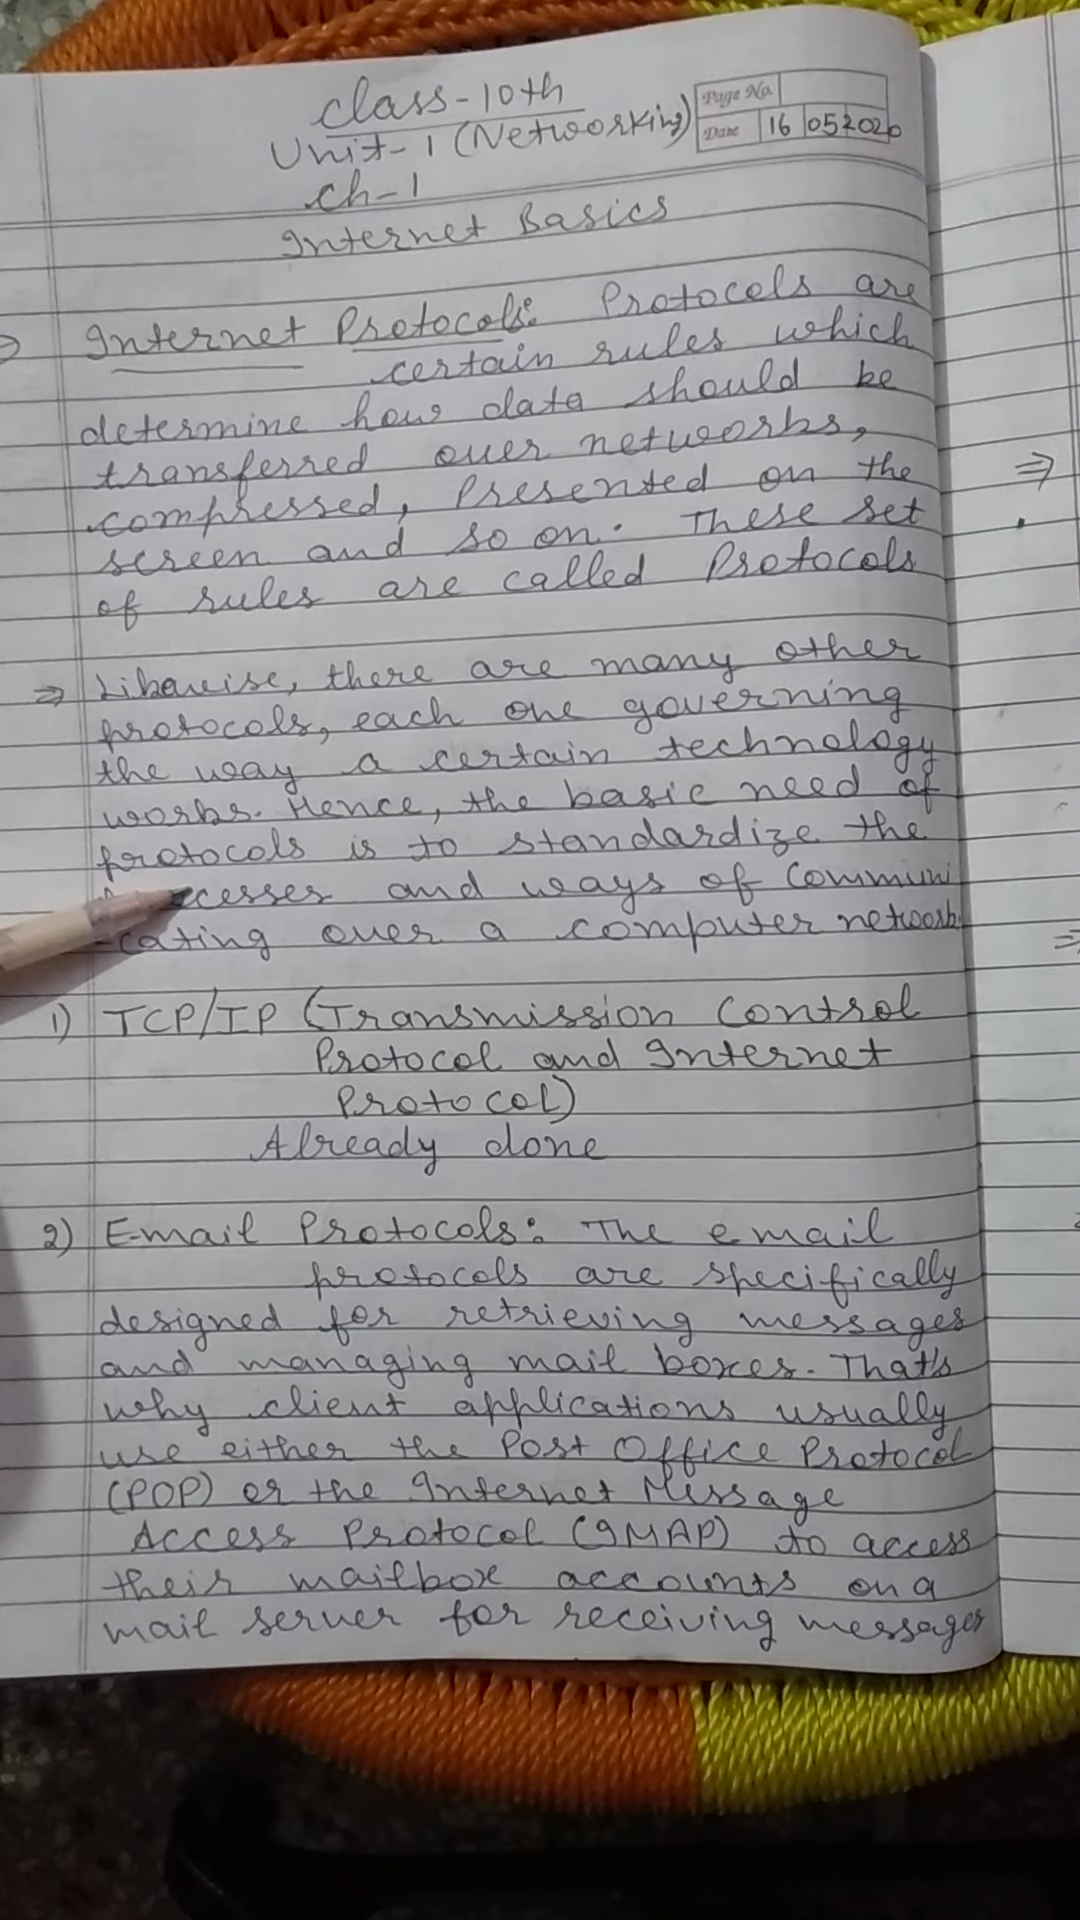 Class-10th
Unit-1 (Networking)
Page No.
Date 16 05 2020
Ch-1
Internet Basics
Internet Protocols: Protocols are
certain rules which
determine how data should be
transferred over networks,
compressed, Presented on the
screen and so on. These set
of rules are called Protocols
⇒ Likewise, there are many other
protocols, each one governing
the way a certain technology
works. Hence, the basic need of
protocols is to standardize the
cesses and ways of Communi
cating over a computer network.
1) TCP/IP (Transmission Control
Protocol and Internet
Protocol)
Already done
2) E-mail Protocols: The email
protocols are specifically
designed for retrieving messages
and managing mail boxes. That's
why client applications usually
use either the Post Office Protocol
(POP) or the Internet Message
Access Protocol (IMAP) to access
their mailbox accounts on a
mail server for receiving messages